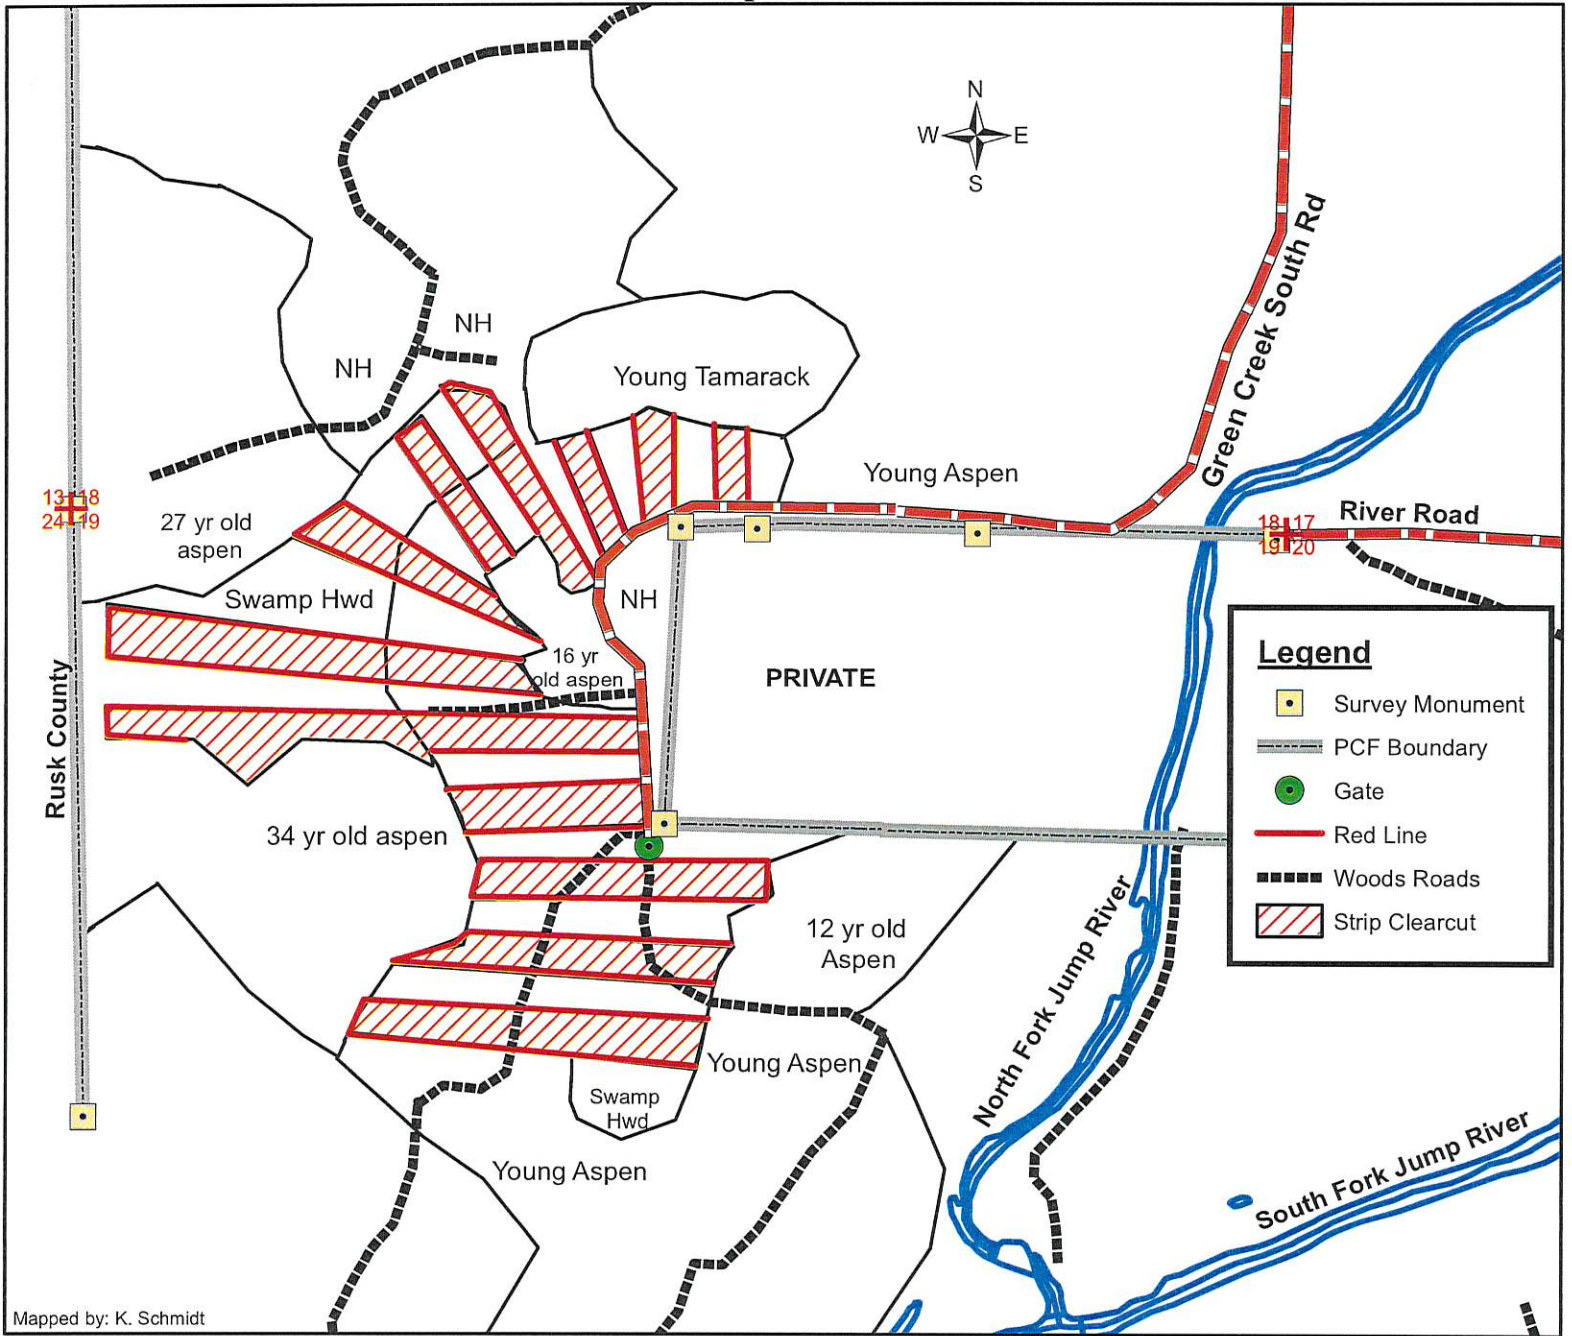 N
W E
S
Green Creek South Rd
NH
NH
Young Tamarack
Young Aspen
13 18
24 19
27 yr old
aspen
18 17
19 20
River Road
Swamp Hwd
NH
16 yr
old aspen
PRIVATE
Rusk County
34 yr old aspen
12 yr old
Aspen
North Fork Jump River
Young Aspen
Swamp
Hwd
Young Aspen
South Fork Jump River
Legend
Survey Monument
PCF Boundary
Gate
Red Line
Woods Roads
Strip Clearcut
Mapped by: K. Schmidt